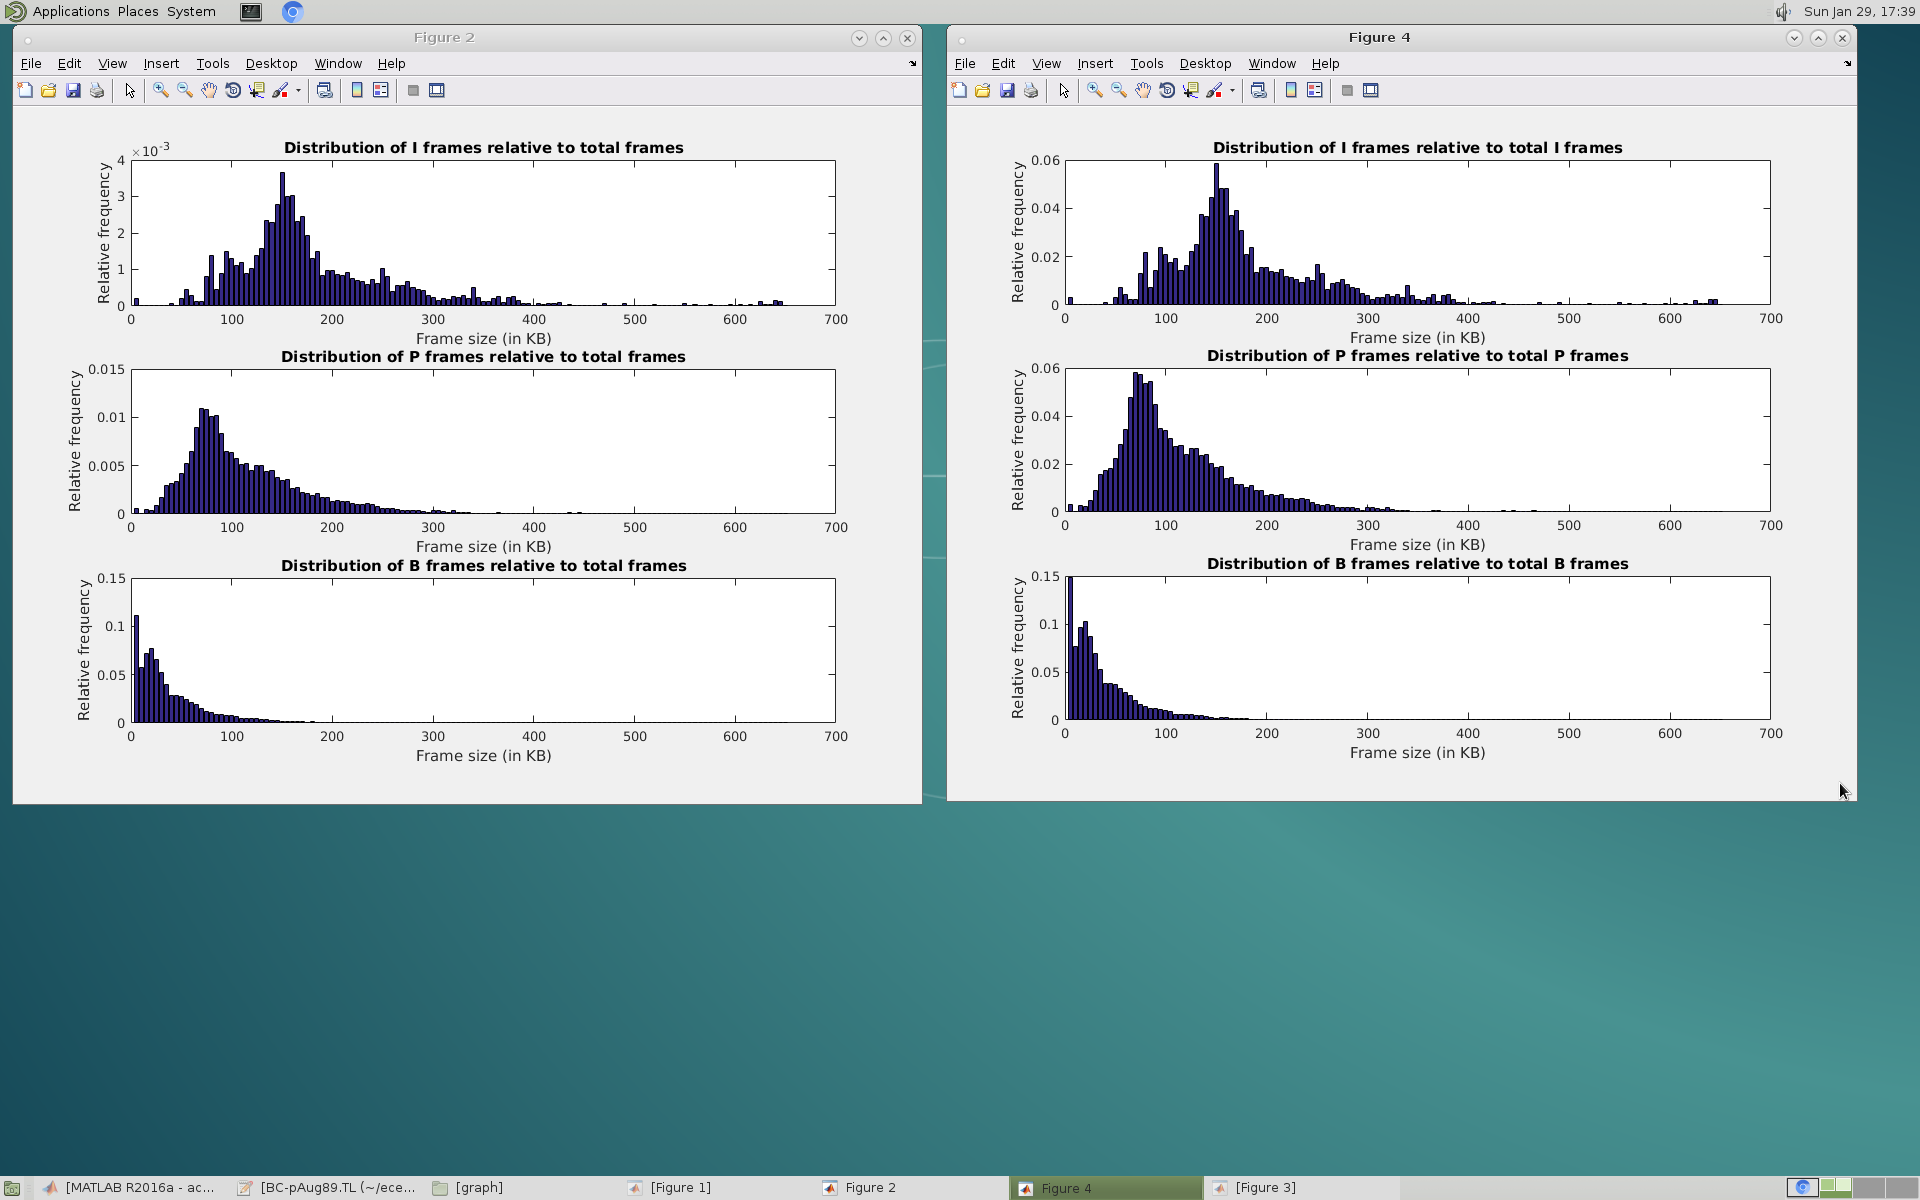 Applications Places System
Sun Jan 29, 17:39
Figure 2
File Edit View Insert Tools Desktop Window Help
Distribution of I frames relative to total frames
×10-3
Relative frequency
4
3
2
1
0
0 100 200 300 400 500 600 700
Frame size (in KB)
Distribution of P frames relative to total frames
Relative frequency
0.015
0.01
0.005
0
0 100 200 300 400 500 600 700
Frame size (in KB)
Distribution of B frames relative to total frames
Relative frequency
0.15
0.1
0.05
0
0 100 200 300 400 500 600 700
Frame size (in KB)
Figure 4
File Edit View Insert Tools Desktop Window Help
Distribution of I frames relative to total I frames
Relative frequency
0.06
0.04
0.02
0
0 100 200 300 400 500 600 700
Frame size (in KB)
Distribution of P frames relative to total P frames
Relative frequency
0.06
0.04
0.02
0
0 100 200 300 400 500 600 700
Frame size (in KB)
Distribution of B frames relative to total B frames
Relative frequency
0.15
0.1
0.05
0
0 100 200 300 400 500 600 700
Frame size (in KB)
[MATLAB R2016a - ac... [BC-pAug89.TL (~/ece... [graph] [Figure 1] Figure 2 Figure 4 [Figure 3]